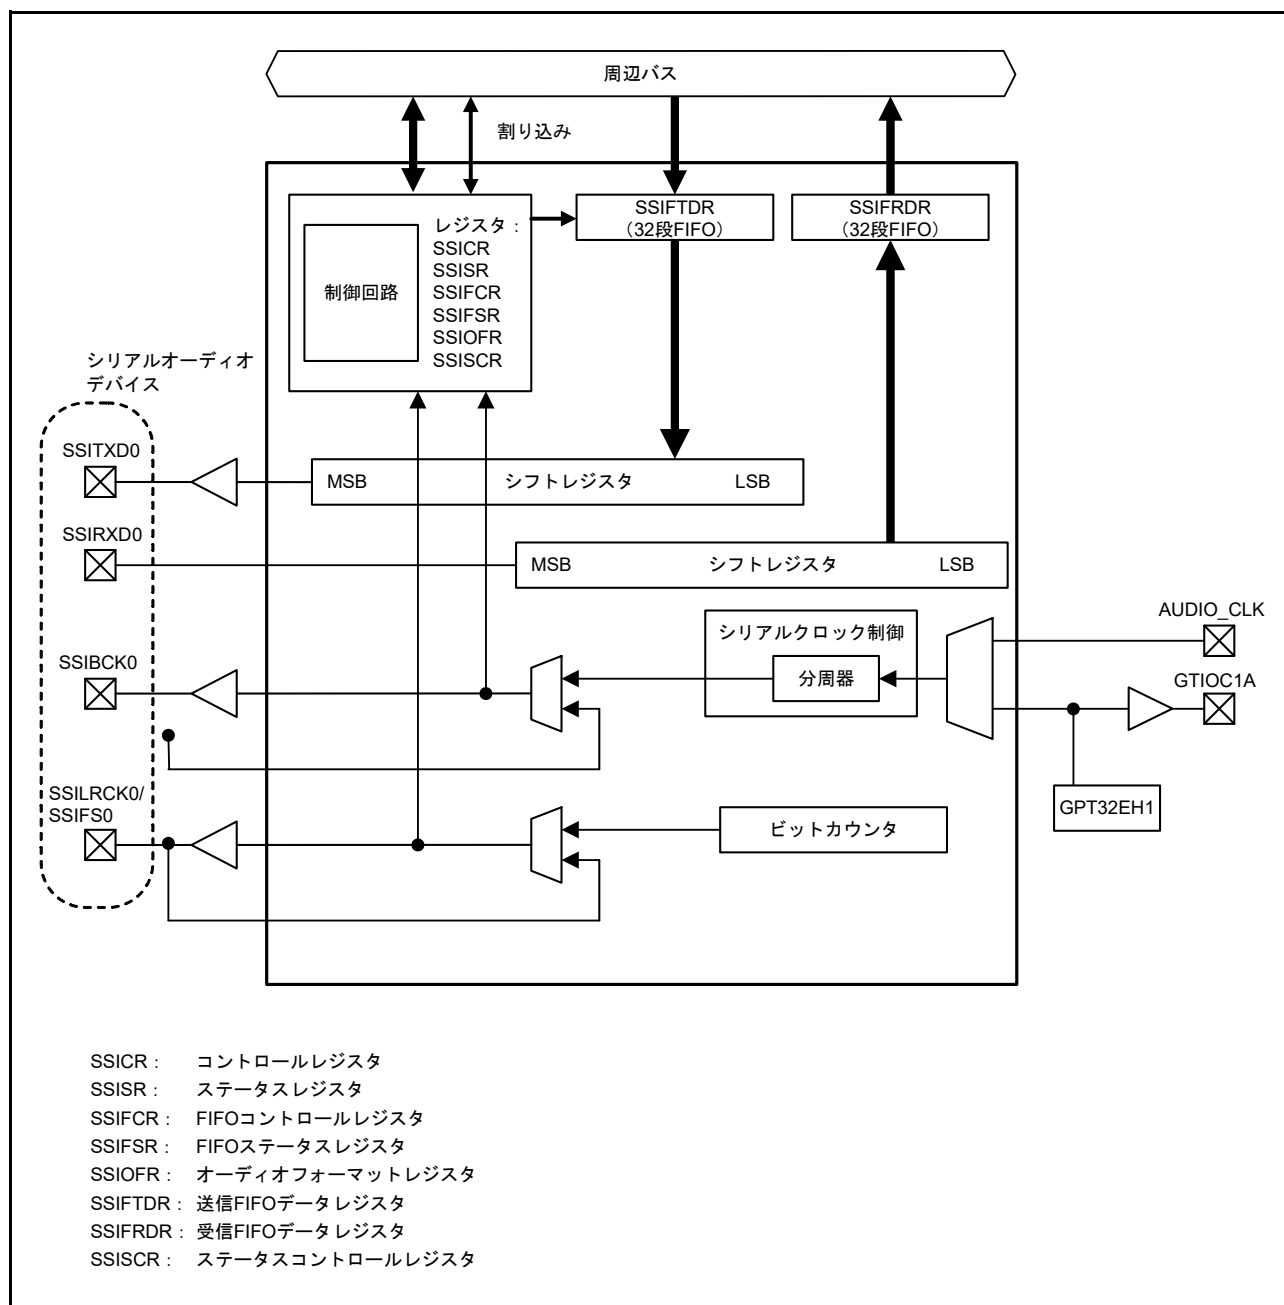 周辺バス
割り込み
SSIFTDR
（32段FIFO）
SSIFRDR
（32段FIFO）
制御回路
レジスタ：
SSICR
SSISR
SSIFCR
SSIFSR
SSIOFR
SSISCR
シリアルオーディオ
デバイス
SSITXD0
MSB シフトレジスタ LSB
SSIRXD0
MSB シフトレジスタ LSB
AUDIO_CLK
シリアルクロック制御
分周器
SSIBCK0
GTIOC1A
SSILRCK0/
SSIFS0
GPT32EH1
ビットカウンタ
SSICR： コントロールレジスタ
SSISR： ステータスレジスタ
SSIFCR： FIFOコントロールレジスタ
SSIFSR： FIFOステータスレジスタ
SSIOFR： オーディオフォーマットレジスタ
SSIFTDR： 送信FIFOデータレジスタ
SSIFRDR： 受信FIFOデータレジスタ
SSISCR： ステータスコントロールレジスタ